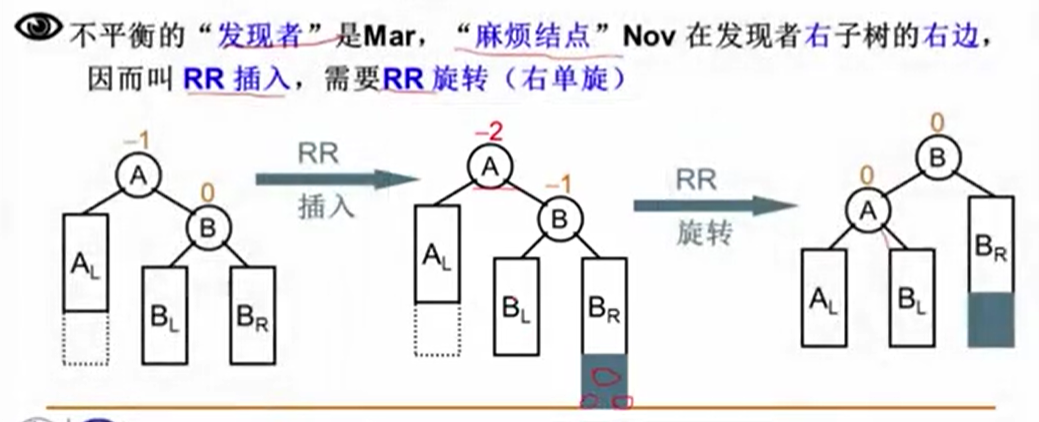 不平衡的“发现者”是Mar，“麻烦结点”Nov 在发现者右子树的右边，
因而叫 RR 插入，需要RR 旋转（右单旋）
–1
A
0
B
AL
BL
BR
RR
插入
–2
A
–1
B
AL
BL
BR
RR
旋转
0
B
0
A
AL
BL
BR